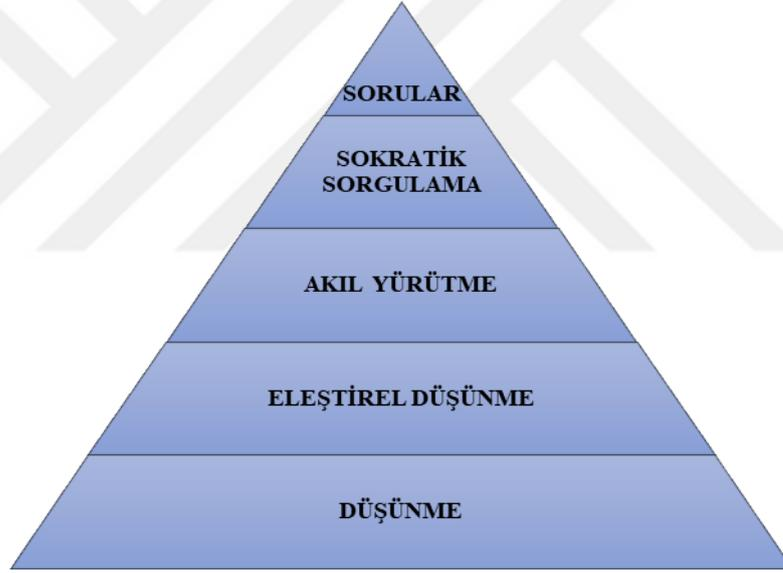 SORULAR
SOKRATİK
SORGULAMA
AKIL YÜRÜTME
ELEŞTİREL DÜŞÜNME
DÜŞÜNME